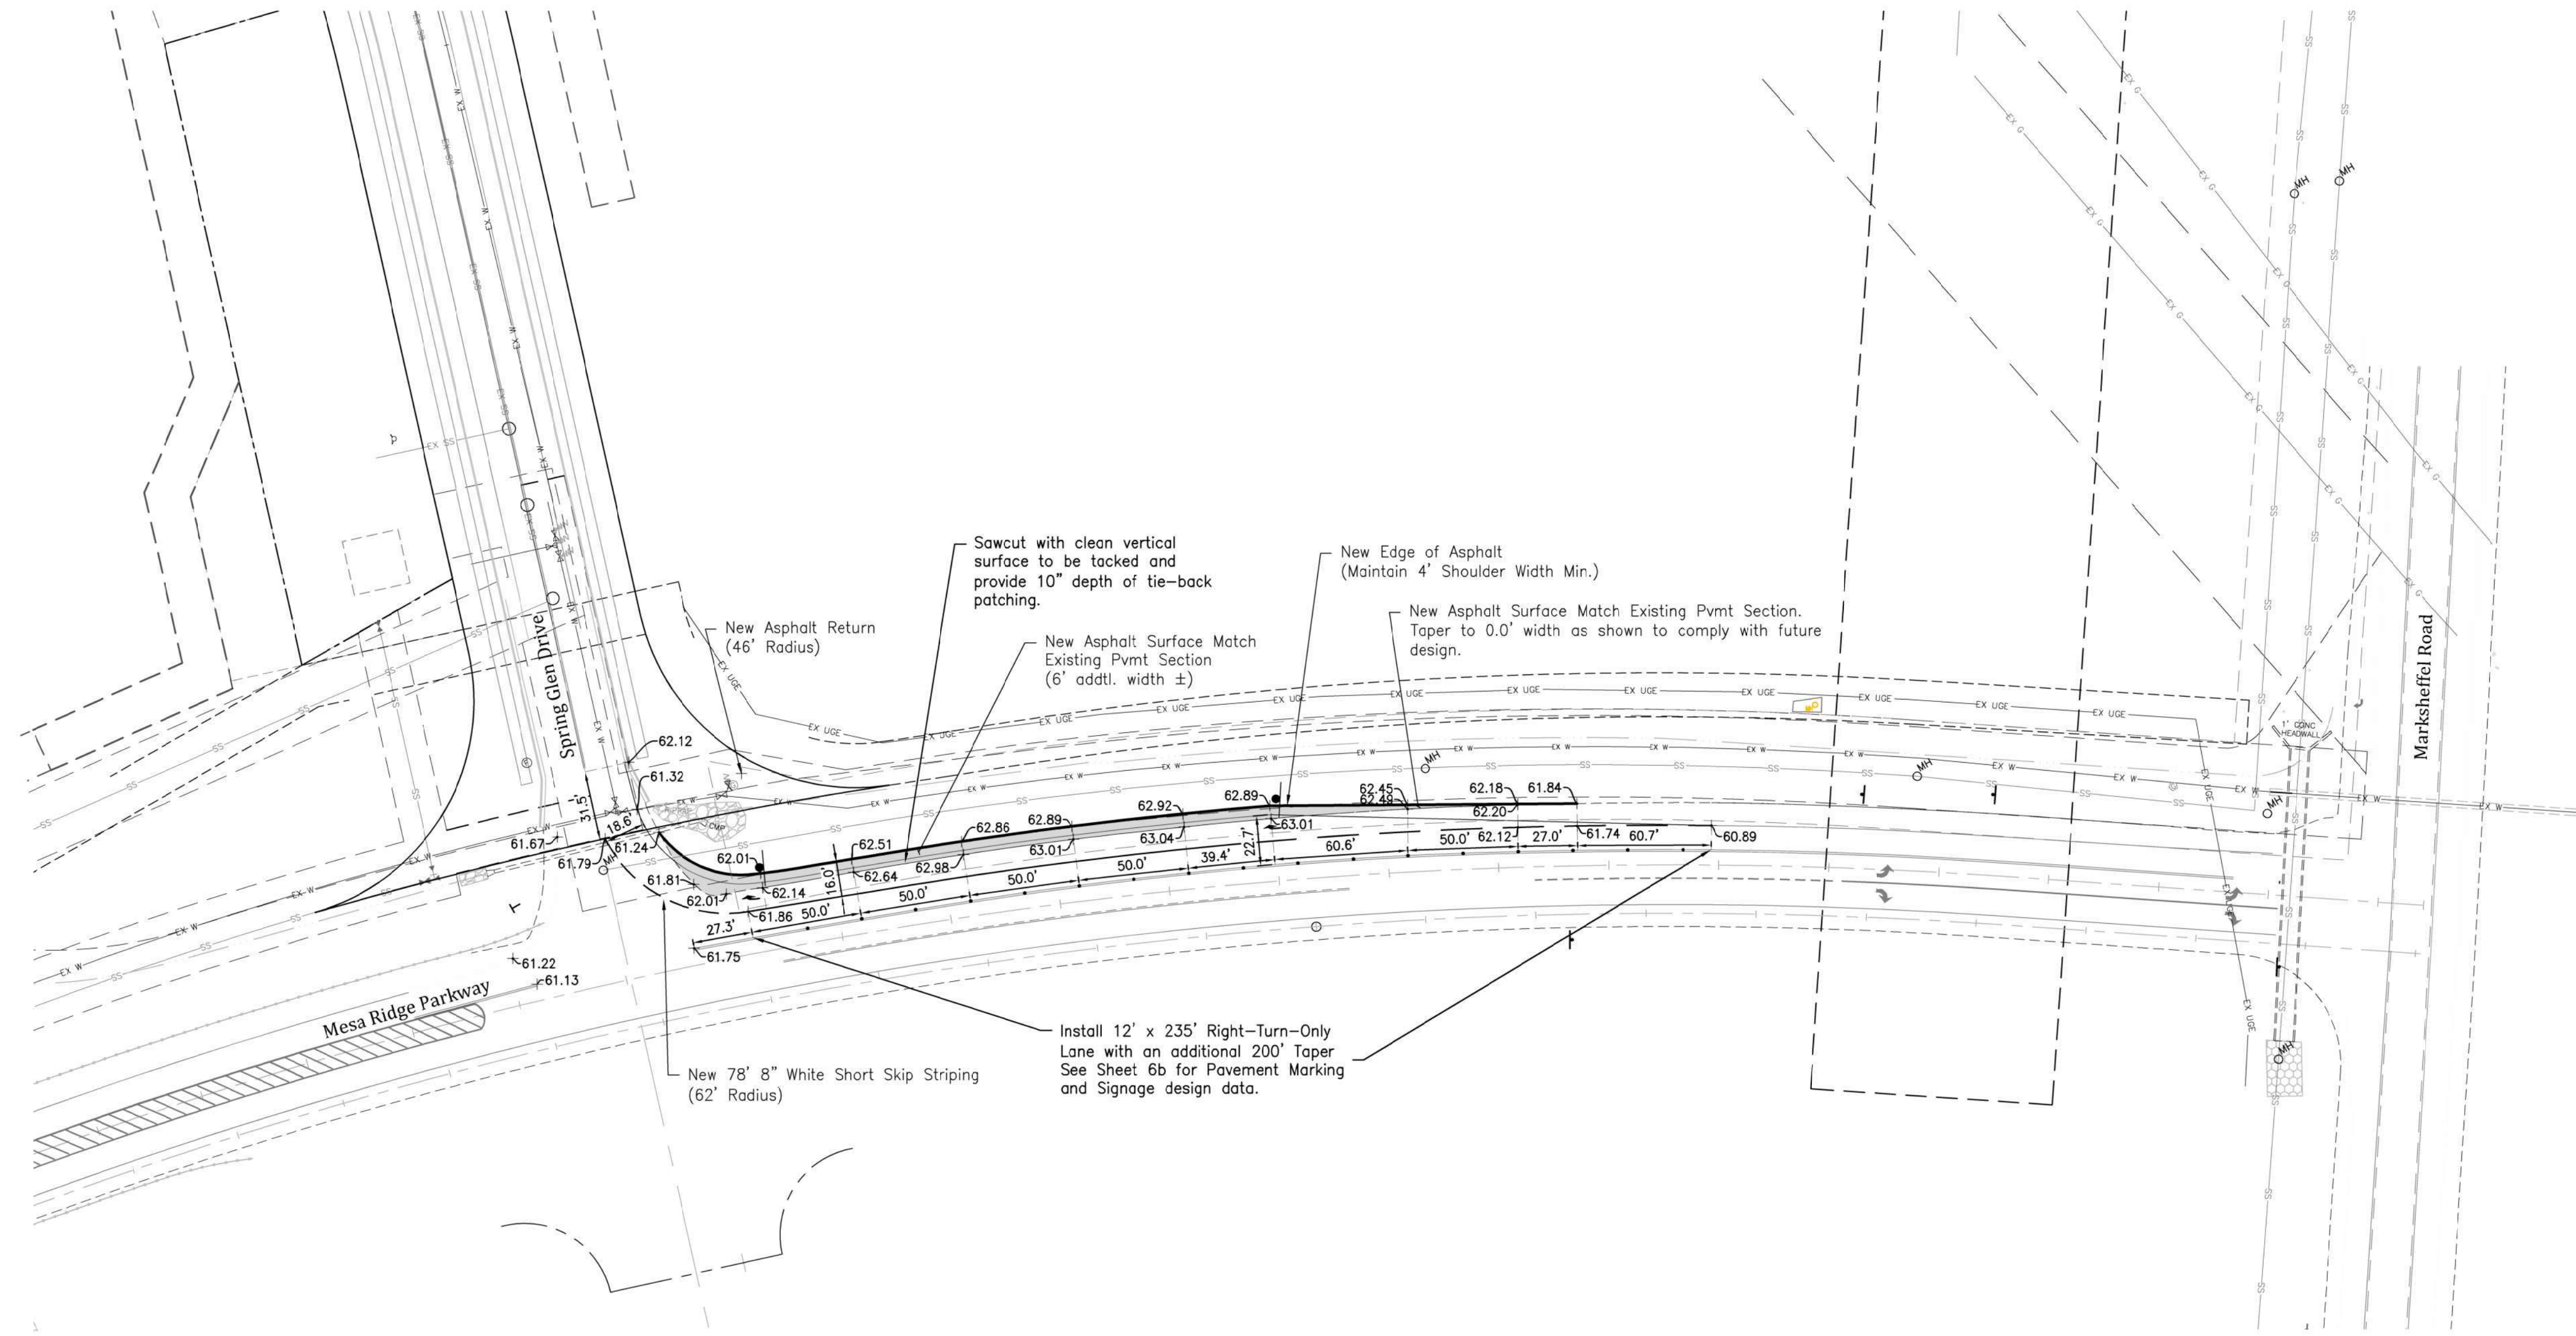 Sawcut with clean vertical
surface to be tacked and
provide 10" depth of tie-back
patching.
New Edge of Asphalt
(Maintain 4' Shoulder Width Min.)
New Asphalt Return
(46' Radius)
New Asphalt Surface Match
Existing Pvmt Section
(6' addtl. width ±)
New Asphalt Surface Match Existing Pvmt Section.
Taper to 0.0' width as shown to comply with future
design.
Spring Glen Drive
Marksheffel Road
Mesa Ridge Parkway
1' CONC
HEADWALL
CMP
EX SS
EX W
EX G
EX UGE
SS
MH
62.12
61.32
31.5'
18.6'
61.67
61.79
61.24
62.01
61.81
62.01
62.14
61.86
16.0'
50.0'
27.3'
61.75
61.22
61.13
62.51
62.64
62.86
62.98
50.0'
62.89
63.01
50.0'
62.92
63.04
50.0'
39.4'
62.89
63.01
22.7'
60.6'
62.45
62.49
50.0'
62.18
62.20
62.12
27.0'
61.84
61.74
60.7'
60.89
Install 12' x 235' Right-Turn-Only
Lane with an additional 200' Taper
See Sheet 6b for Pavement Marking
and Signage design data.
New 78' 8" White Short Skip Striping
(62' Radius)